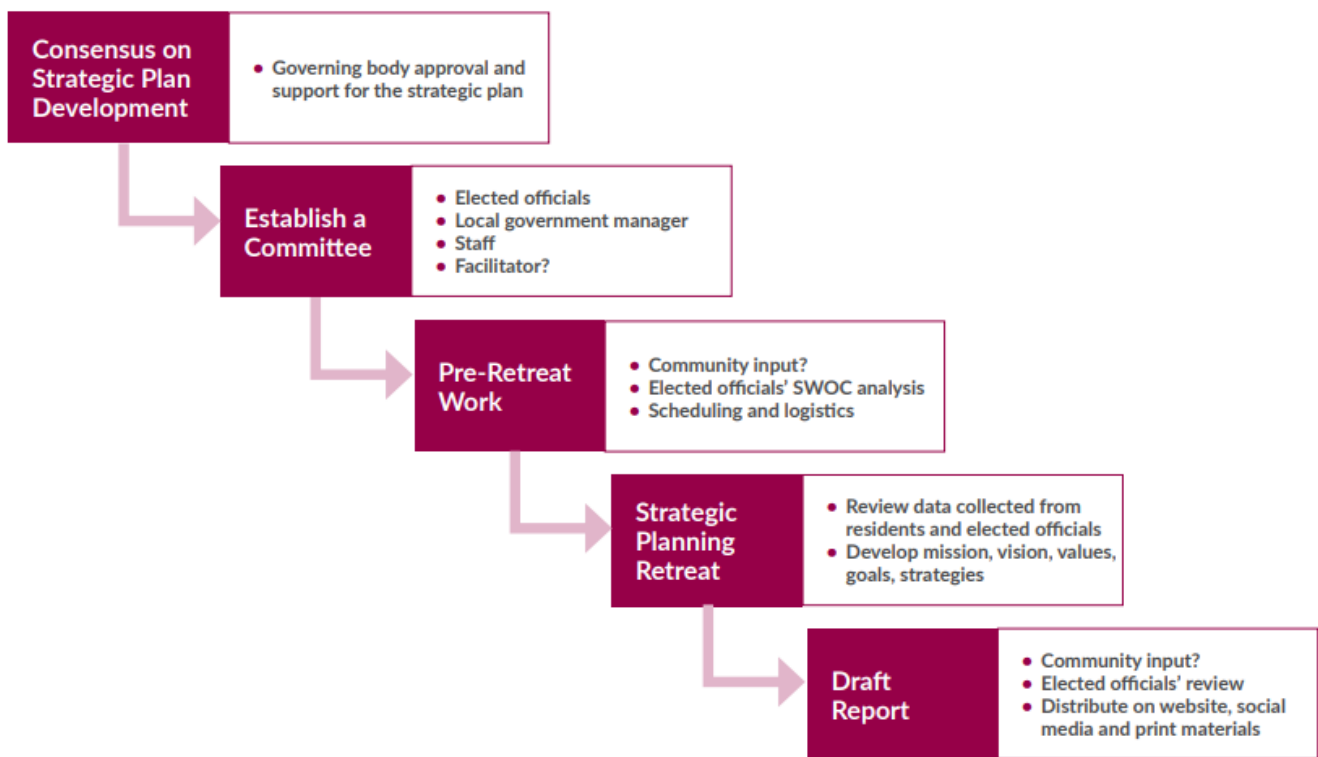 Consensus on
Strategic Plan
Development
• Governing body approval and
support for the strategic plan
Establish a
Committee
• Elected officials
• Local government manager
• Staff
• Facilitator?
Pre-Retreat
Work
• Community input?
• Elected officials’ SWOC analysis
• Scheduling and logistics
Strategic
Planning
Retreat
• Review data collected from
residents and elected officials
• Develop mission, vision, values,
goals, strategies
Draft
Report
• Community input?
• Elected officials’ review
• Distribute on website, social
media and print materials